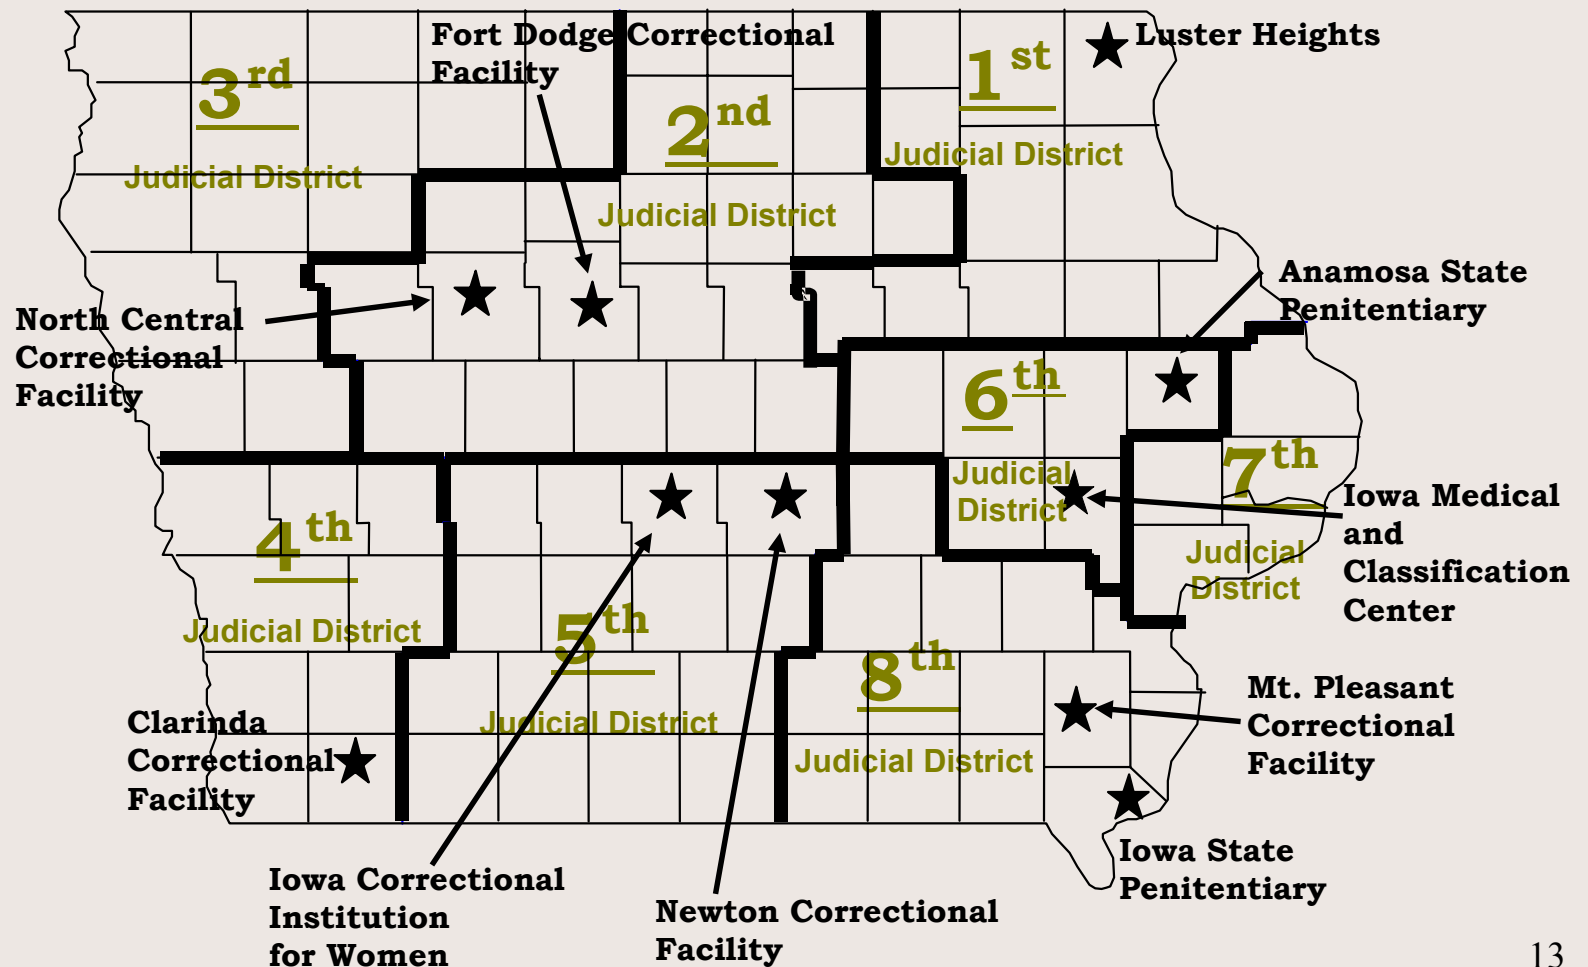 Fort Dodge Correctional
Facility
Luster Heights
3rd
Judicial District
2nd
Judicial District
1st
Judicial District
North Central
Correctional
Facility
Anamosa State
Penitentiary
6th
Judicial
District
7th
Judicial
District
Iowa Medical
and
Classification
Center
4th
Judicial District
5th
Judicial District
8th
Judicial District
Clarinda
Correctional
Facility
Mt. Pleasant
Correctional
Facility
Iowa State
Penitentiary
Iowa Correctional
Institution
for Women
Newton Correctional
Facility
13